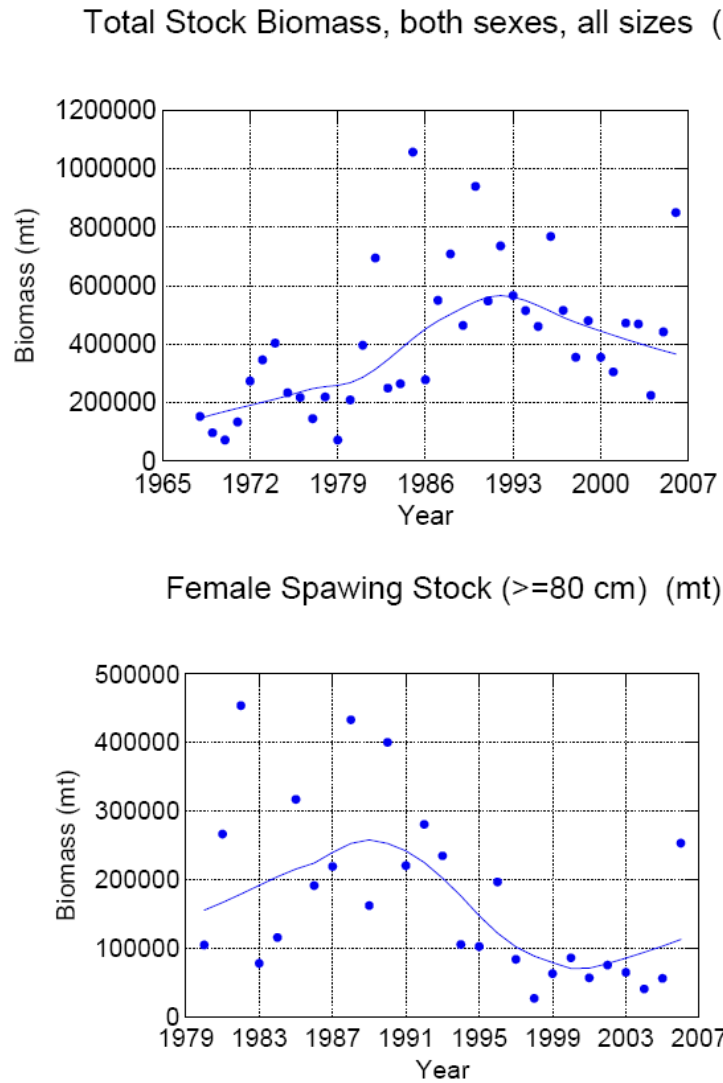 Total Stock Biomass, both sexes, all sizes (
1200000
1000000
800000
600000
400000
200000
0
Biomass (mt)
1965 1972 1979 1986 1993 2000 2007
Year
Female Spawing Stock (>=80 cm) (mt)
500000
400000
300000
200000
100000
0
Biomass (mt)
1979 1983 1987 1991 1995 1999 2003 2007
Year